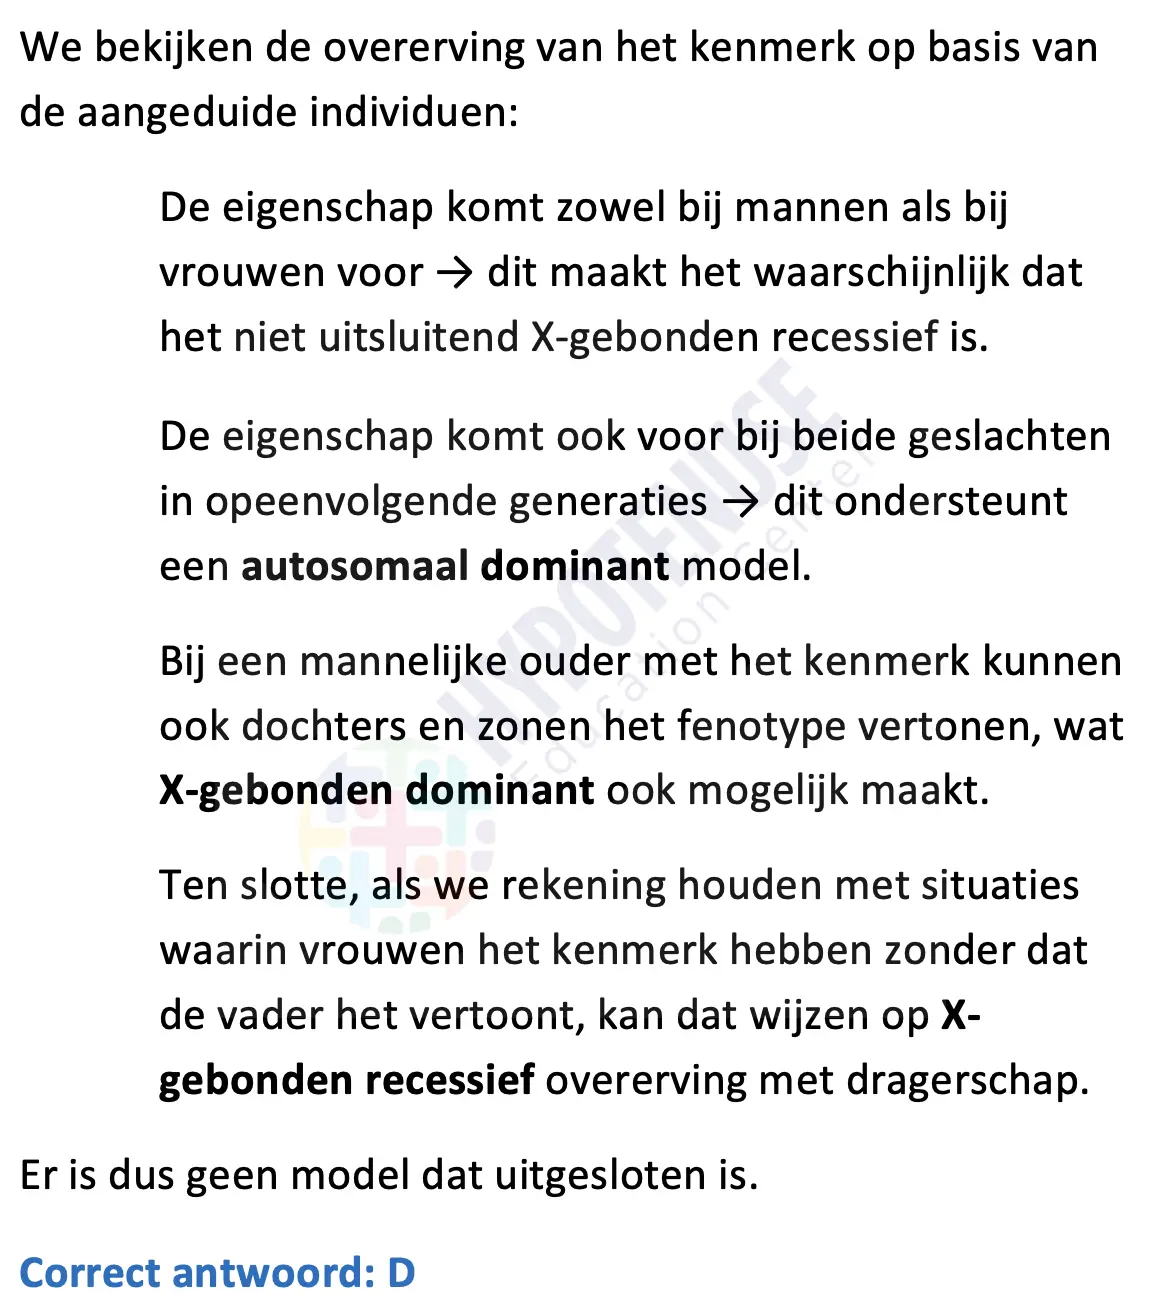 We bekijken de overerving van het kenmerk op basis van
de aangeduide individuen:
De eigenschap komt zowel bij mannen als bij
vrouwen voor → dit maakt het waarschijnlijk dat
het niet uitsluitend X-gebonden recessief is.
De eigenschap komt ook voor bij beide geslachten
in opeenvolgende generaties → dit ondersteunt
een autosomaal dominant model.
Bij een mannelijke ouder met het kenmerk kunnen
ook dochters en zonen het fenotype vertonen, wat
X-gebonden dominant ook mogelijk maakt.
Ten slotte, als we rekening houden met situaties
waarin vrouwen het kenmerk hebben zonder dat
de vader het vertoont, kan dat wijzen op X-
gebonden recessief overerving met dragerschap.
Er is dus geen model dat uitgesloten is.
Correct antwoord: D
HYPOTENUSE
Education Center